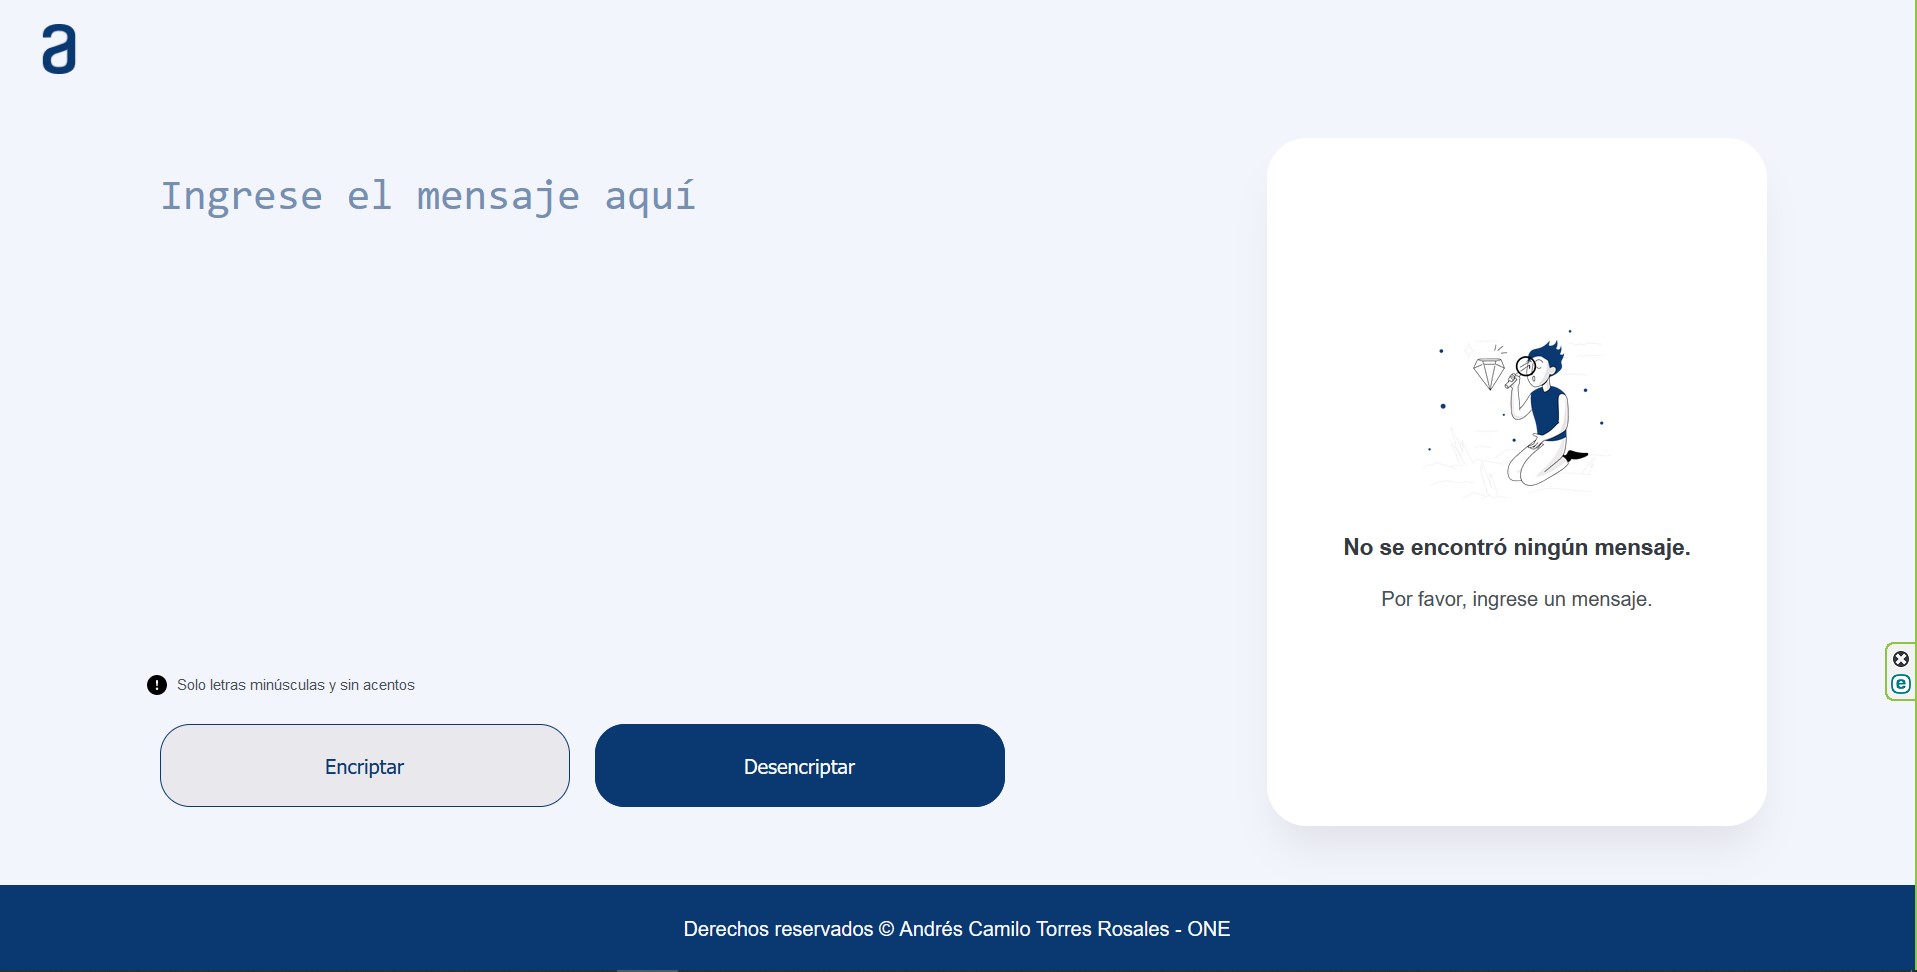 a
Ingrese el mensaje aquí
No se encontró ningún mensaje.
Por favor, ingrese un mensaje.
! Solo letras minúsculas y sin acentos
Encriptar
Desencriptar
e
Derechos reservados © Andrés Camilo Torres Rosales - ONE